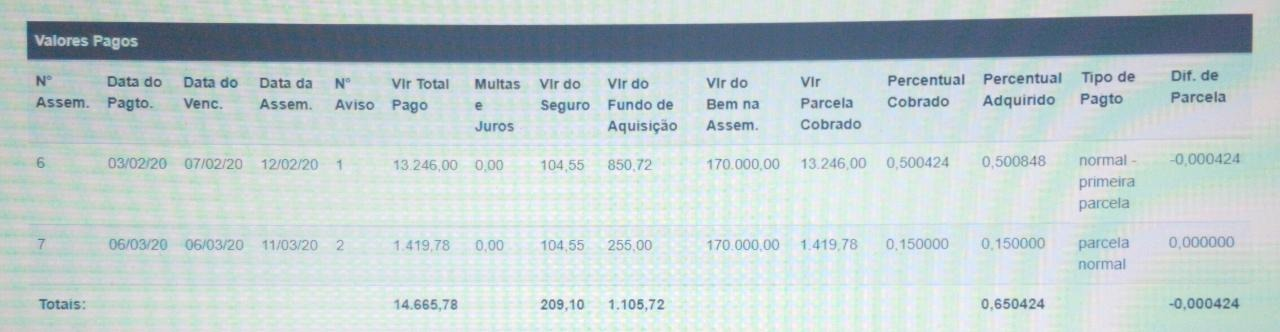 Valores Pagos
N° Assem. Data do Pagto. Data do Venc. Data da Assem. N° Aviso Vlr Total Pago Multas e Juros Vlr do Seguro Vlr do Fundo de Aquisição Vlr do Bem na Assem. Vlr Parcela Cobrado Percentual Cobrado Percentual Adquirido Tipo de Pagto Dif. de Parcela
6 03/02/20 07/02/20 12/02/20 1 13.246,00 0,00 104,55 850,72 170.000,00 13.246,00 0,500424 0,500848 normal - primeira parcela -0,000424
7 06/03/20 06/03/20 11/03/20 2 1.419,78 0,00 104,55 255,00 170.000,00 1.419,78 0,150000 0,150000 parcela normal 0,000000
Totais: 14.665,78 209,10 1.105,72 0,650424 -0,000424